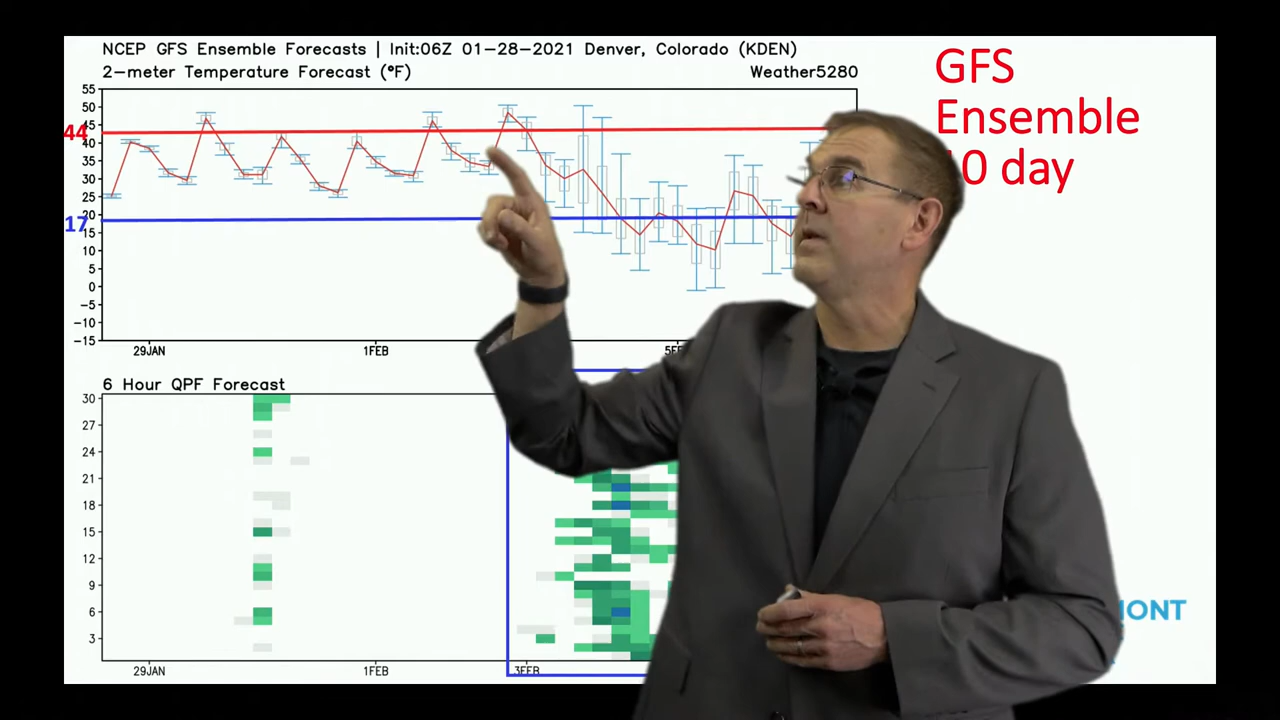 NCEP GFS Ensemble Forecasts | Init:06Z 01-28-2021 Denver, Colorado (KDEN)
2-meter Temperature Forecast (°F)
Weather5280
GFS
Ensemble
0 day
55
50
45
44
40
35
30
25
20
17
15
10
5
0
-5
-10
-15
29JAN
1FEB
6 Hour QPF Forecast
30
27
24
21
18
15
12
9
6
3
29JAN
1FEB
3FEB